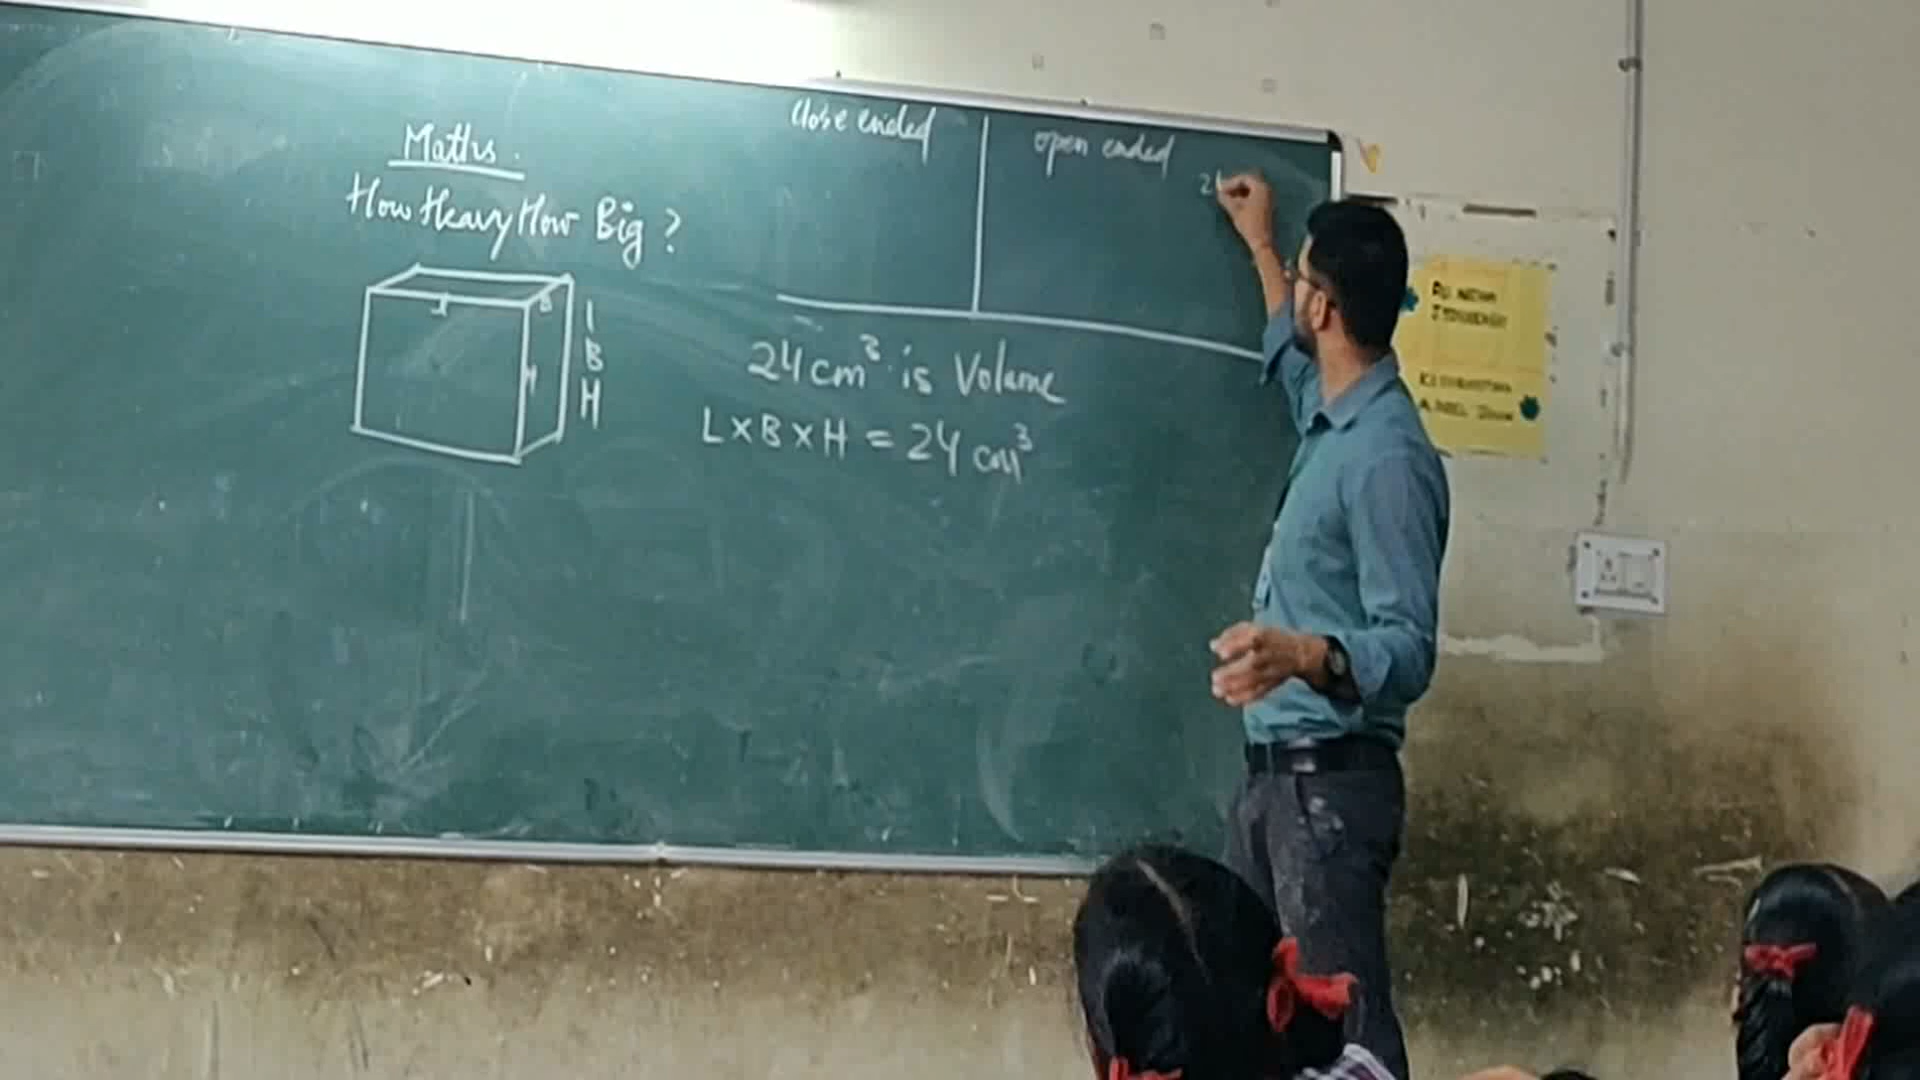 Maths.
How Heavy How Big ?
H
B
H
l
B
H
close ended
open ended
24 cm³ is Volume
L×B×H = 24 cm³